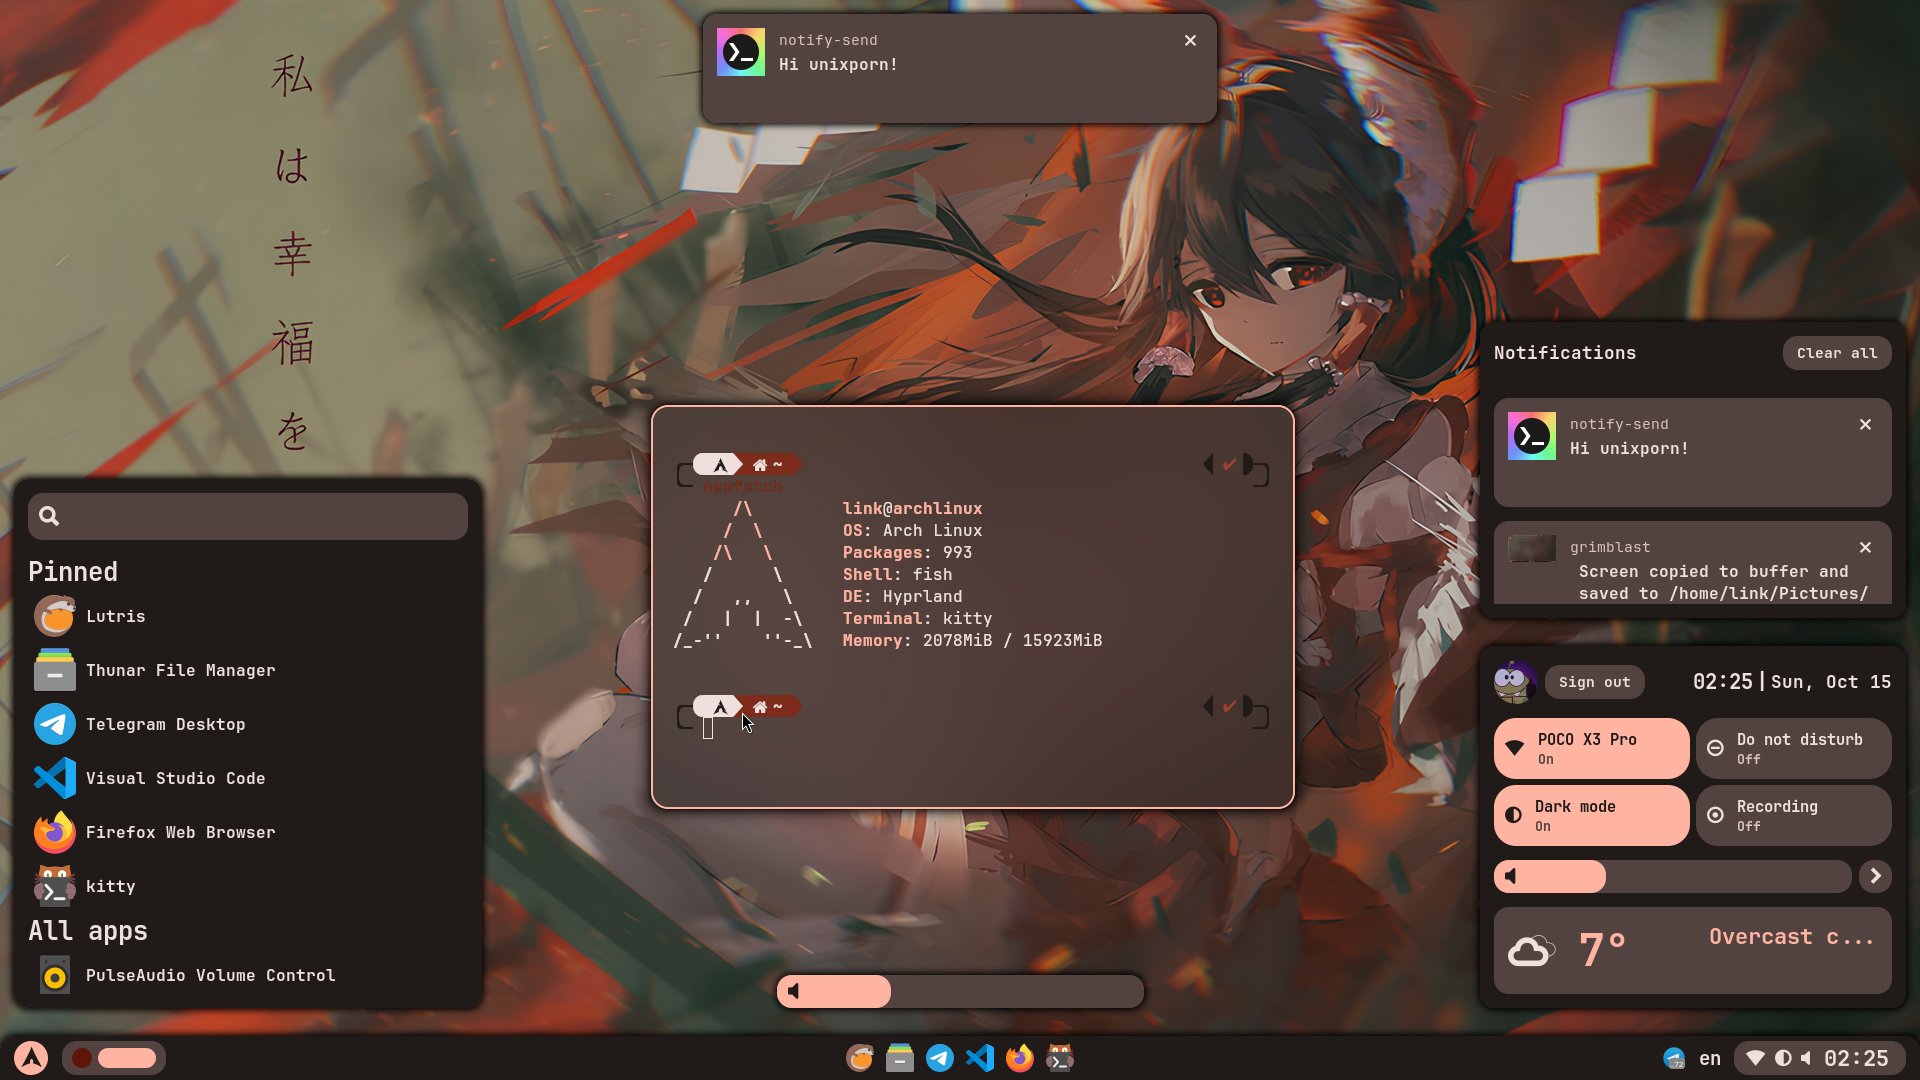 notify-send
Hi unixporn!
私
は
幸
福
を
Pinned
Lutris
Thunar File Manager
Telegram Desktop
Visual Studio Code
Firefox Web Browser
kitty
All apps
PulseAudio Volume Control
~
neofetch
/\
/  \
/\   \
/      \
/   ,,   \
/   |  |  -\
/_-''    ''-_\
link@archlinux
OS: Arch Linux
Packages: 993
Shell: fish
DE: Hyprland
Terminal: kitty
Memory: 2078MiB / 15923MiB
~
Notifications
Clear all
notify-send
Hi unixporn!
grimblast
Screen copied to buffer and
saved to /home/link/Pictures/
Sign out
02:25|Sun, Oct 15
POCO X3 Pro
On
Do not disturb
Off
Dark mode
On
Recording
Off
7°
Overcast c...
72
en
02:25